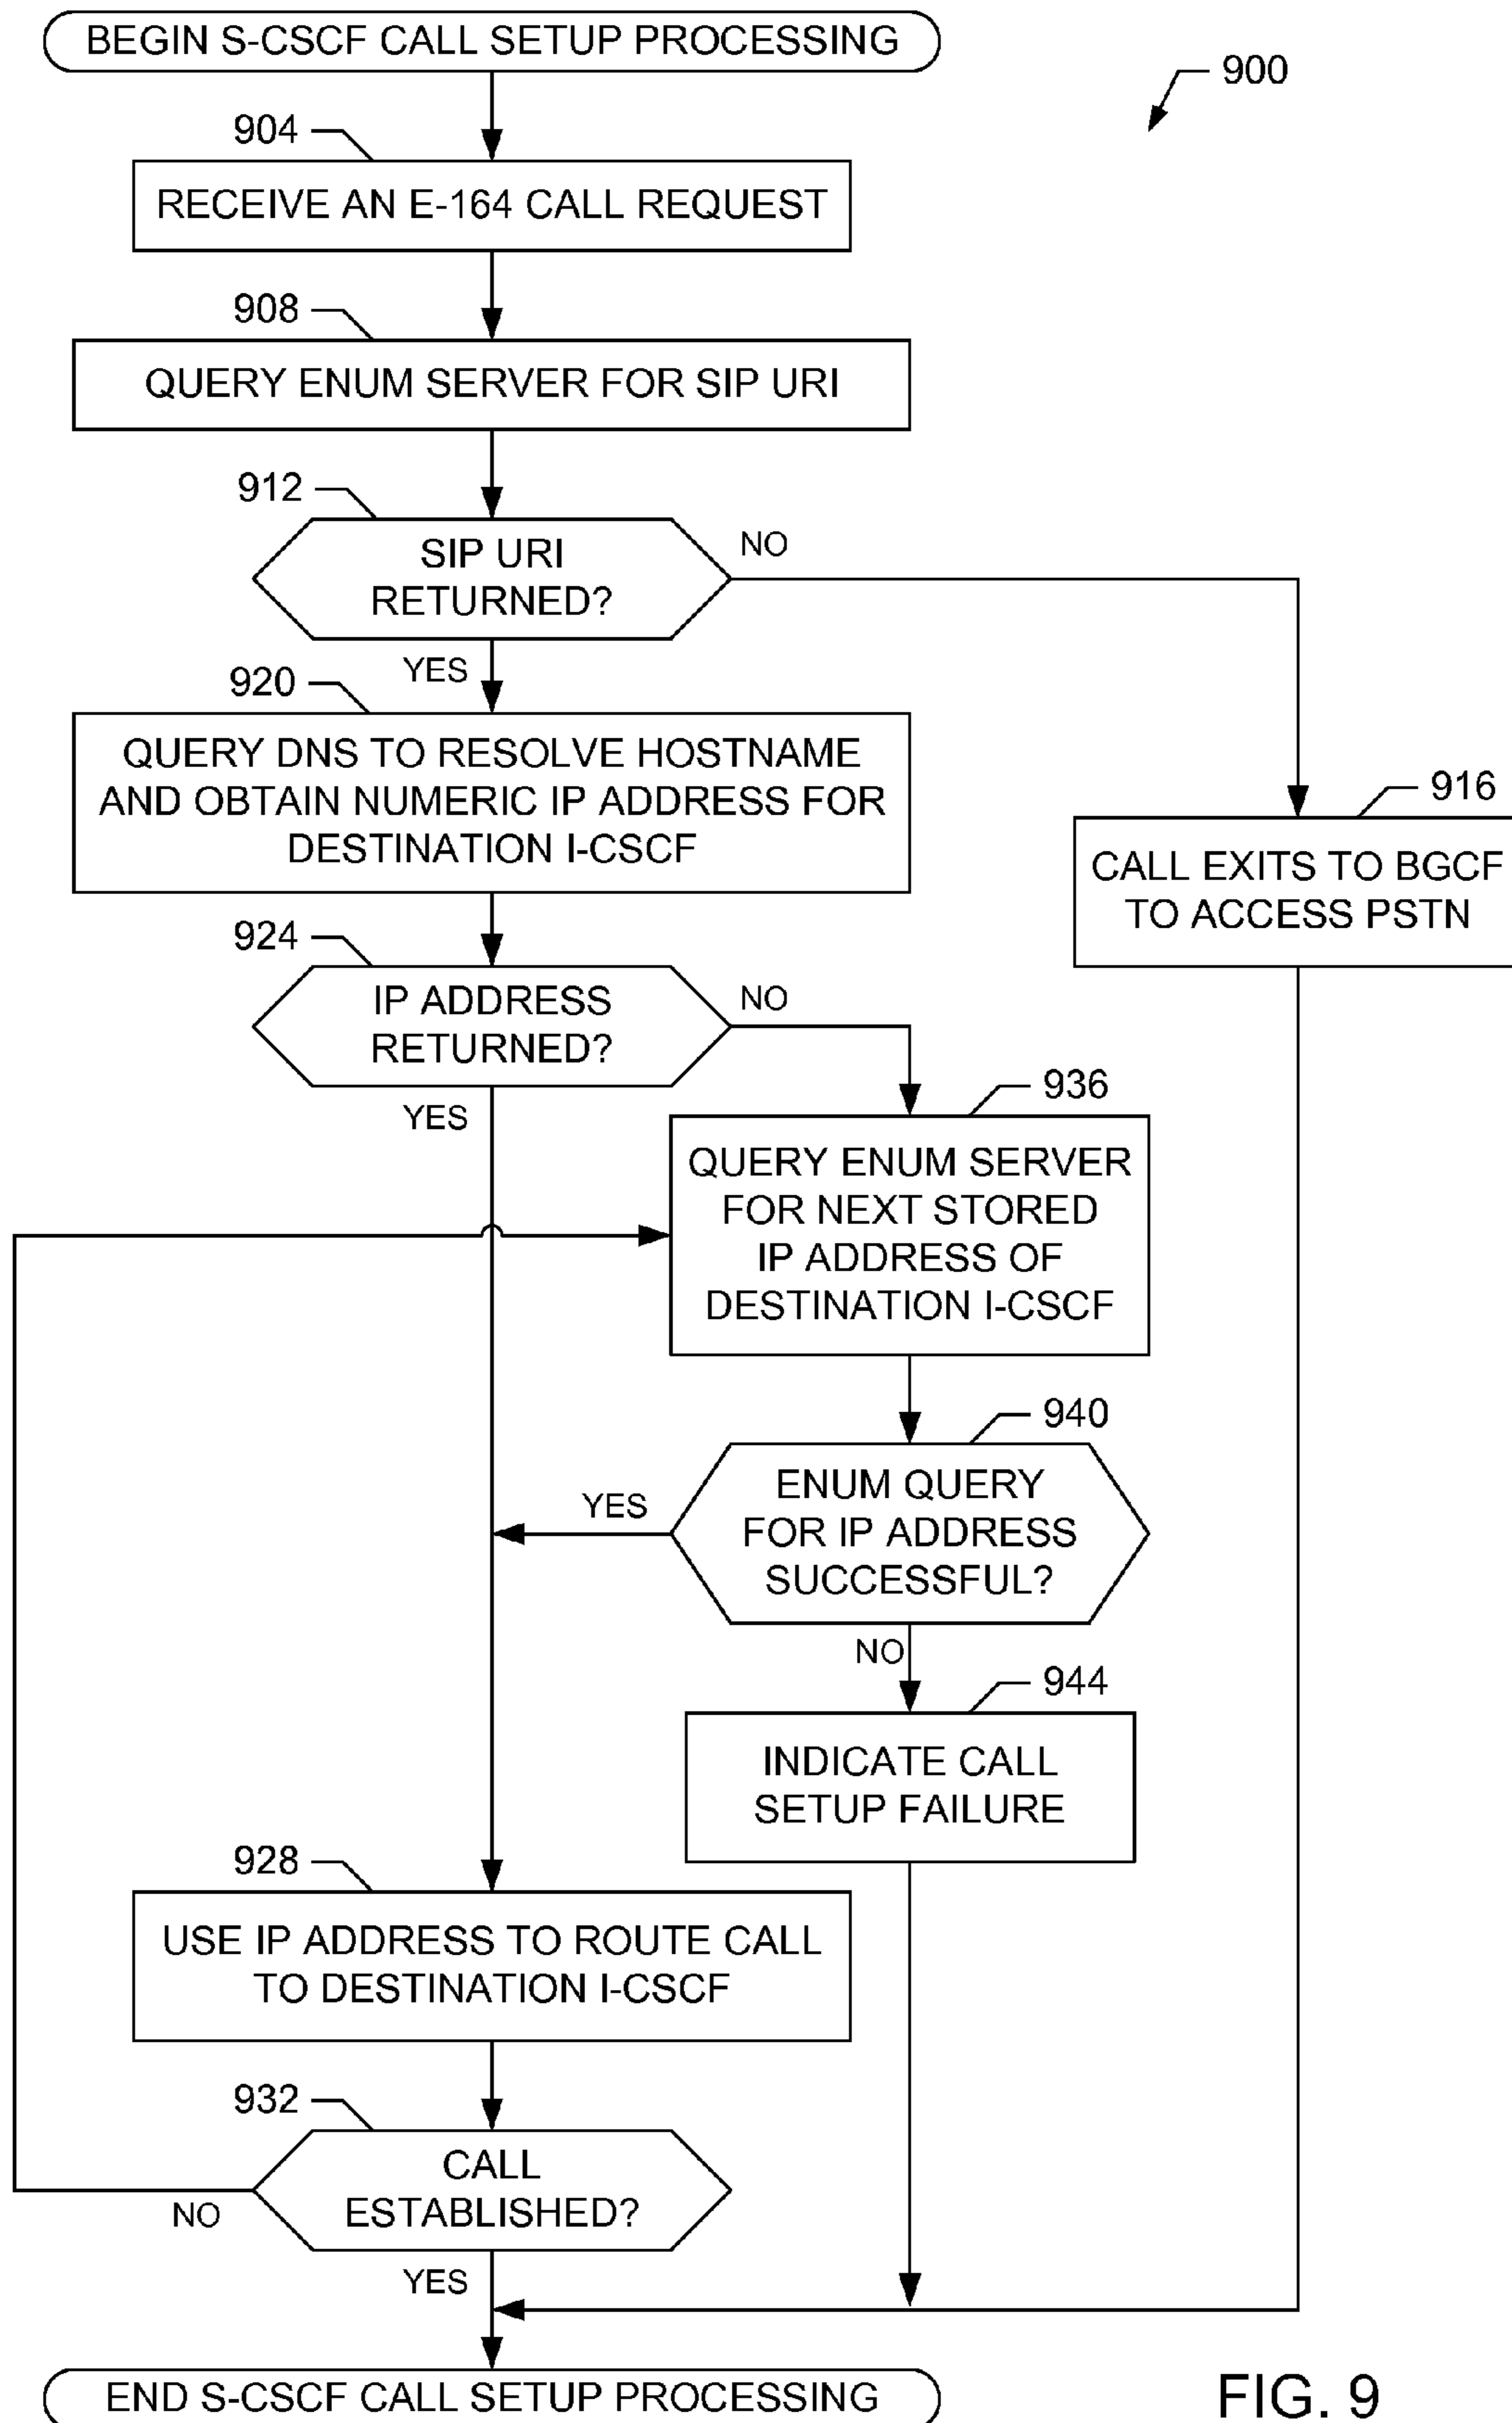 BEGIN S-CSCF CALL SETUP PROCESSING
900
904
RECEIVE AN E-164 CALL REQUEST
908
QUERY ENUM SERVER FOR SIP URI
912
SIP URI
RETURNED?
NO
YES
920
QUERY DNS TO RESOLVE HOSTNAME
AND OBTAIN NUMERIC IP ADDRESS FOR
DESTINATION I-CSCF
916
CALL EXITS TO BGCF
TO ACCESS PSTN
924
IP ADDRESS
RETURNED?
NO
YES
936
QUERY ENUM SERVER
FOR NEXT STORED
IP ADDRESS OF
DESTINATION I-CSCF
940
ENUM QUERY
FOR IP ADDRESS
SUCCESSFUL?
YES
NO
944
INDICATE CALL
SETUP FAILURE
928
USE IP ADDRESS TO ROUTE CALL
TO DESTINATION I-CSCF
932
CALL
ESTABLISHED?
NO
YES
END S-CSCF CALL SETUP PROCESSING
FIG. 9